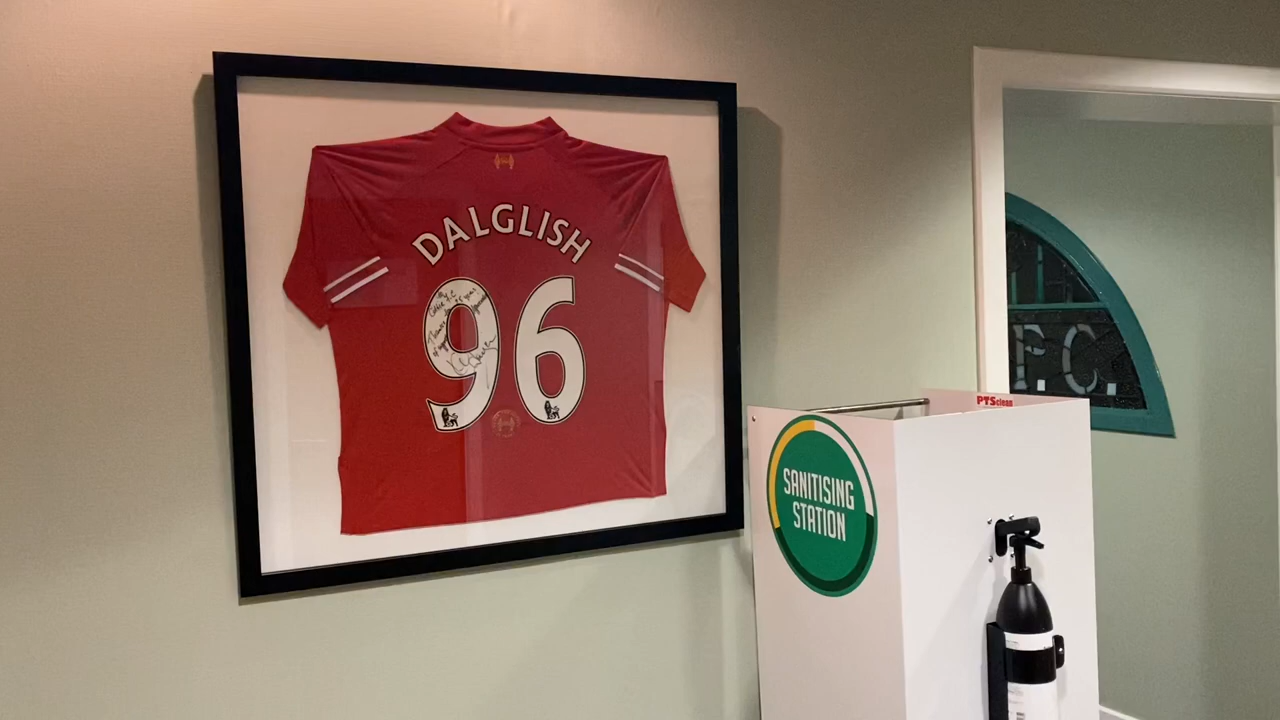 DALGLISH
96
F.C.
PTSclean
SANITISING
STATION